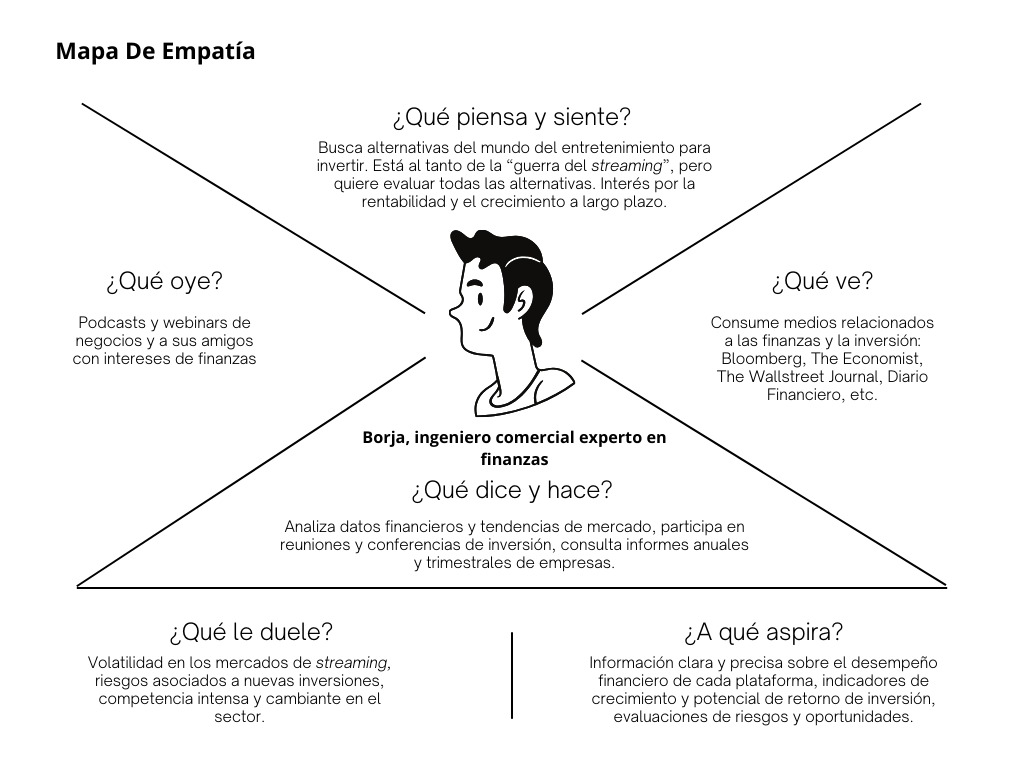 Mapa De Empatía
¿Qué piensa y siente?
Busca alternativas del mundo del entretenimiento para
invertir. Está al tanto de la “guerra del streaming”, pero
quiere evaluar todas las alternativas. Interés por la
rentabilidad y el crecimiento a largo plazo.
¿Qué oye?
Podcasts y webinars de
negocios y a sus amigos
con intereses de finanzas
¿Qué ve?
Consume medios relacionados
a las finanzas y la inversión:
Bloomberg, The Economist,
The Wallstreet Journal, Diario
Financiero, etc.
Borja, ingeniero comercial experto en
finanzas
¿Qué dice y hace?
Analiza datos financieros y tendencias de mercado, participa en
reuniones y conferencias de inversión, consulta informes anuales
y trimestrales de empresas.
¿Qué le duele?
Volatilidad en los mercados de streaming,
riesgos asociados a nuevas inversiones,
competencia intensa y cambiante en el
sector.
¿A qué aspira?
Información clara y precisa sobre el desempeño
financiero de cada plataforma, indicadores de
crecimiento y potencial de retorno de inversión,
evaluaciones de riesgos y oportunidades.